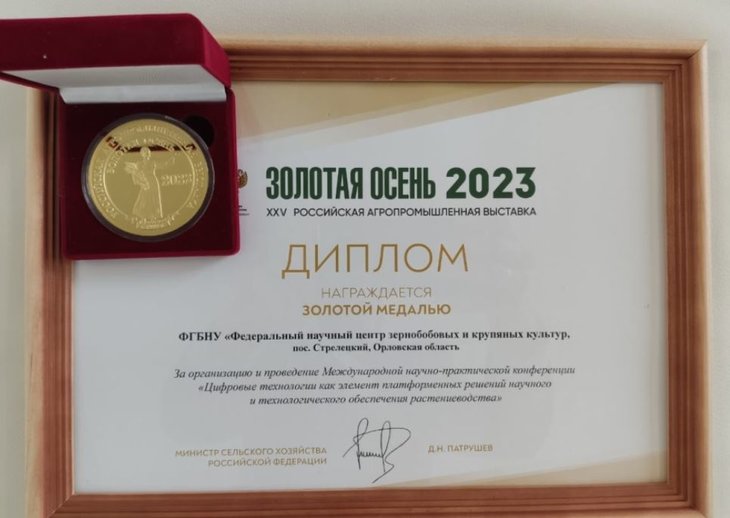 2023
ЗОЛОТАЯ ОСЕНЬ 2023
XXV РОССИЙСКАЯ АГРОПРОМЫШЛЕННАЯ ВЫСТАВКА
ДИПЛОМ
НАГРАЖДАЕТСЯ
ЗОЛОТОЙ МЕДАЛЬЮ
ФГБНУ «Федеральный научный центр зернобобовых и крупяных культур,
пос. Стрелецкий, Орловская область
За организацию и проведение Международной научно-практической конференции
«Цифровые технологии как элемент платформенных решений научного
и технологического обеспечения растениеводства»
МИНИСТР СЕЛЬСКОГО ХОЗЯЙСТВА
РОССИЙСКОЙ ФЕДЕРАЦИИ
Д.Н. ПАТРУШЕВ